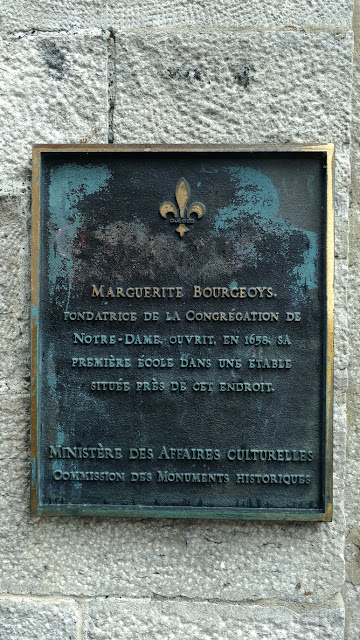 QUÉBEC
MARGUERITE BOURGEOYS,
FONDATRICE DE LA CONGRÉGATION DE
NOTRE-DAME, OUVRIT, EN 1658, SA
PREMIÈRE ÉCOLE DANS UNE ÉTABLE
SITUÉE PRÈS DE CET ENDROIT.
MINISTÈRE DES AFFAIRES CULTURELLES
COMMISSION DES MONUMENTS HISTORIQUES